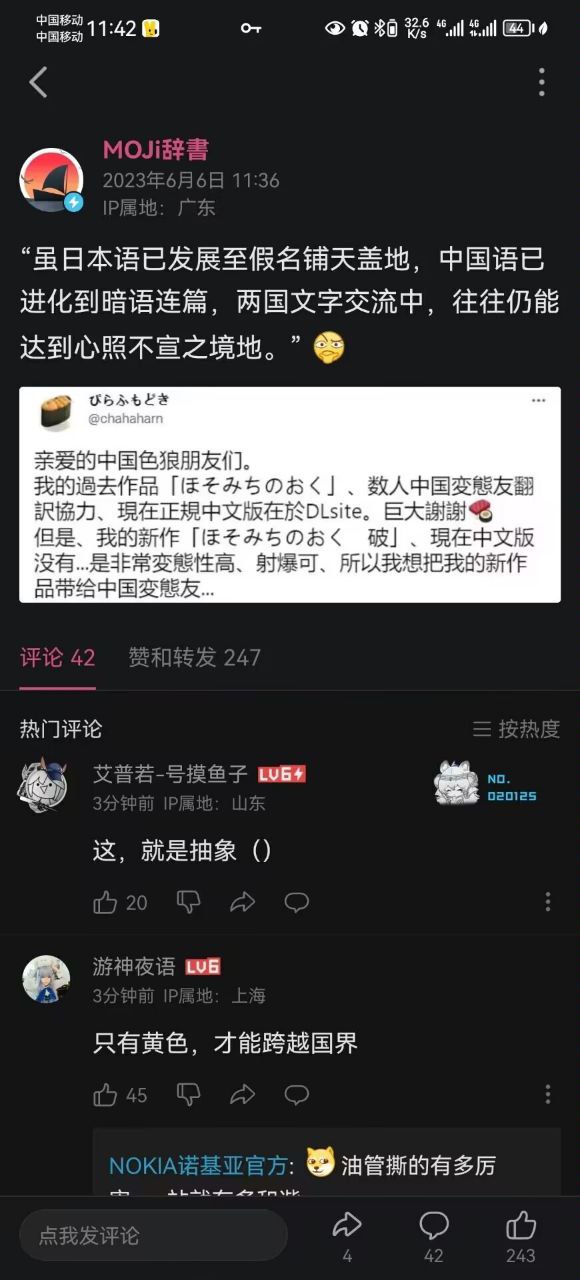 中国移动
中国移动 11:42
32.6
K/s
4G
4G
44
MOJi辞書
2023年6月6日 11:36
IP属地：广东
“虽日本语已发展至假名铺天盖地，中国语已
进化到暗语连篇，两国文字交流中，往往仍能
达到心照不宣之境地。”
びらふもどき
@chahaharn
亲爱的中国色狼朋友们。
我的過去作品「ほそみちのおく」、数人中国変態友翻
訳協力、現在正規中文版在於DLsite。巨大謝謝
但是、我的新作「ほそみちのおく　破」、現在中文版
没有...是非常変態性高、射爆可、所以我想把我的新作
品带给中国変態友...
评论 42
赞和转发 247
热门评论
按热度
艾普若-号摸鱼子 LV6
3分钟前 IP属地：山东
NO.
020125
这，就是抽象（）
20
游神夜语 LV6
3分钟前 IP属地：上海
只有黄色，才能跨越国界
45
NOKIA诺基亚官方: 油管撕的有多厉
点我发评论
4
42
243